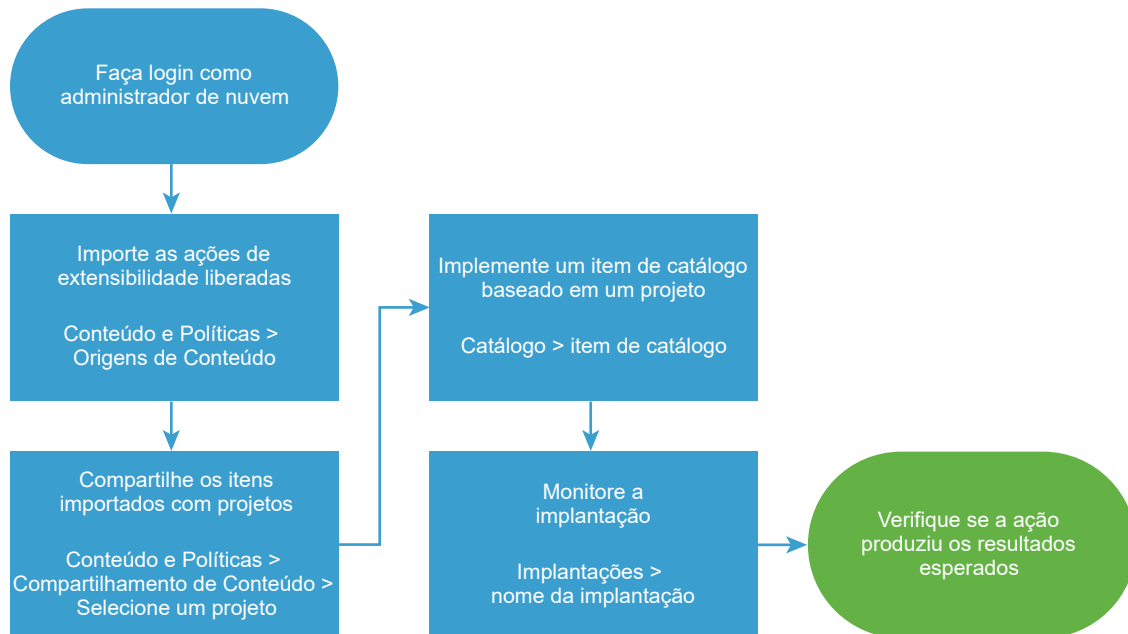 Faça login como
administrador de nuvem
Importe as ações de
extensibilidade liberadas
Conteúdo e Políticas >
Origens de Conteúdo
Compartilhe os itens
importados com projetos
Conteúdo e Políticas >
Compartilhamento de Conteúdo >
Selecione um projeto
Implemente um item de catálogo
baseado em um projeto
Catálogo > item de catálogo
Monitore a
implantação
Implantações >
nome da implantação
Verifique se a ação
produziu os resultados
esperados